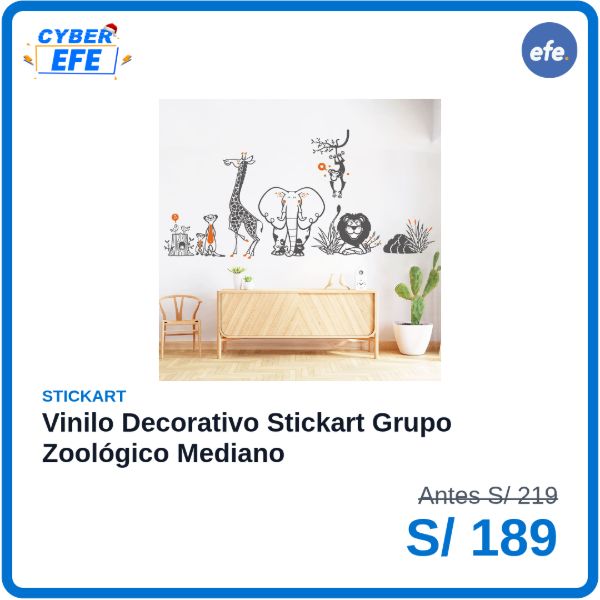 CYBER
EFE
efe.
STICKART
Vinilo Decorativo Stickart Grupo
Zoológico Mediano
Antes S/ 219
S/ 189